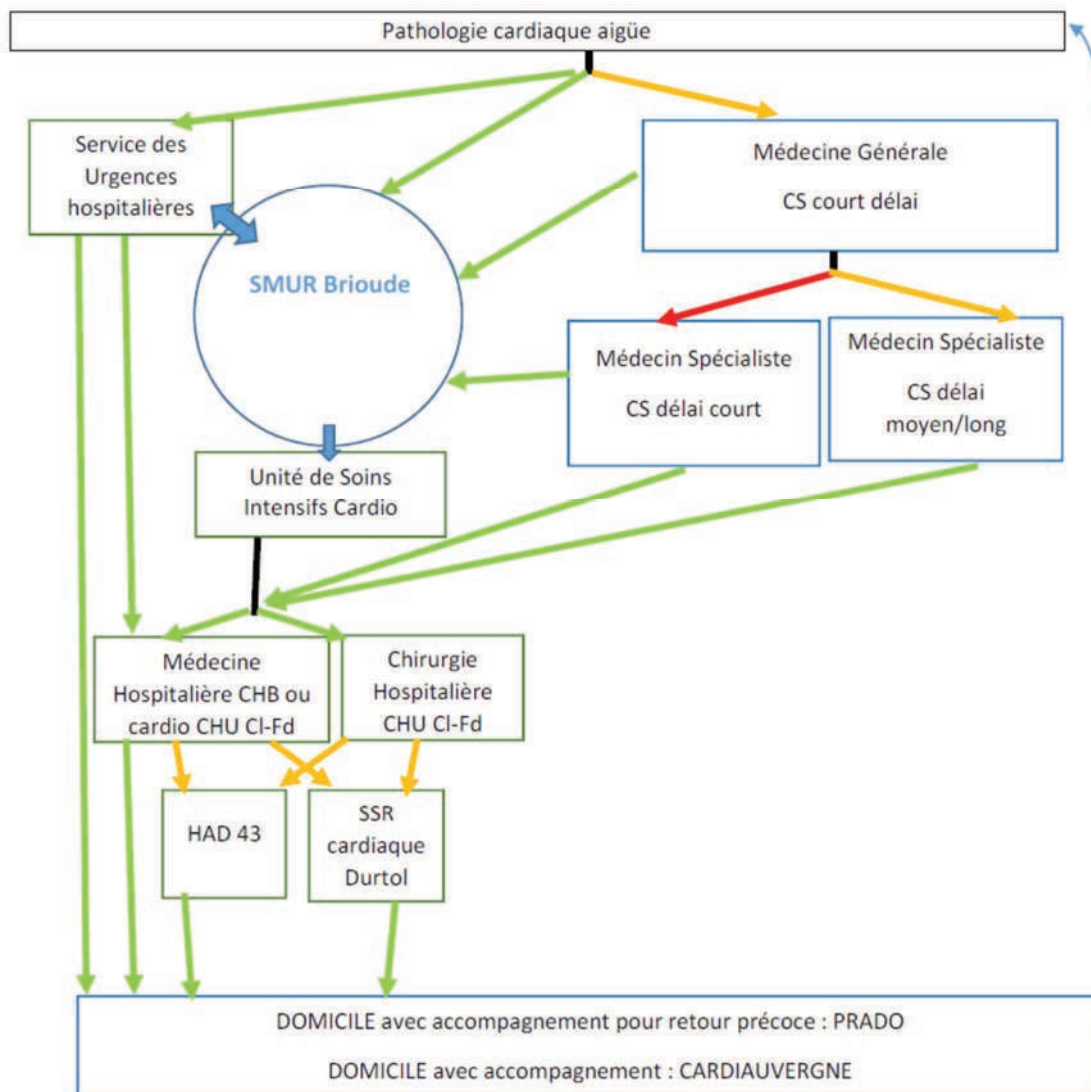 Pathologie cardiaque aigüe
Service des
Urgences
hospitalières
Médecine Générale
CS court délai
SMUR Brioude
Médecin Spécialiste
CS délai court
Médecin Spécialiste
CS délai
moyen/long
Unité de Soins
Intensifs Cardio
Médecine
Hospitalière CHB ou
cardio CHU Cl-Fd
Chirurgie
Hospitalière
CHU Cl-Fd
HAD 43
SSR
cardiaque
Durtol
DOMICILE avec accompagnement pour retour précoce : PRADO
DOMICILE avec accompagnement : CARDIAUVERGNE